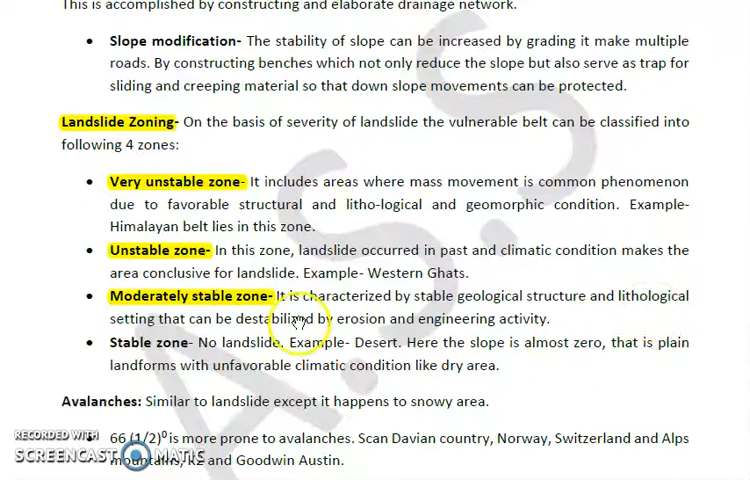 This is accomplished by constructing and elaborate drainage network.
• Slope modification- The stability of slope can be increased by grading it make multiple
roads. By constructing benches which not only reduce the slope but also serve as trap for
sliding and creeping material so that down slope movements can be protected.
Landslide Zoning- On the basis of severity of landslide the vulnerable belt can be classified into
following 4 zones:
• Very unstable zone- It includes areas where mass movement is common phenomenon
due to favorable structural and litho-logical and geomorphic condition. Example-
Himalayan belt lies in this zone.
• Unstable zone- In this zone, landslide occurred in past and climatic condition makes the
area conclusive for landslide. Example- Western Ghats.
• Moderately stable zone- It is characterized by stable geological structure and lithological
setting that can be destabilized by erosion and engineering activity.
• Stable zone- No landslide. Example- Desert. Here the slope is almost zero, that is plain
landforms with unfavorable climatic condition like dry area.
Avalanches: Similar to landslide except it happens to snowy area.
• 66 (1/2)⁰ is more prone to avalanches. Scan Davian country, Norway, Switzerland and Alps
mountains, K2 and Goodwin Austin.
RECORDED WITH
SCREENCAST MATIC